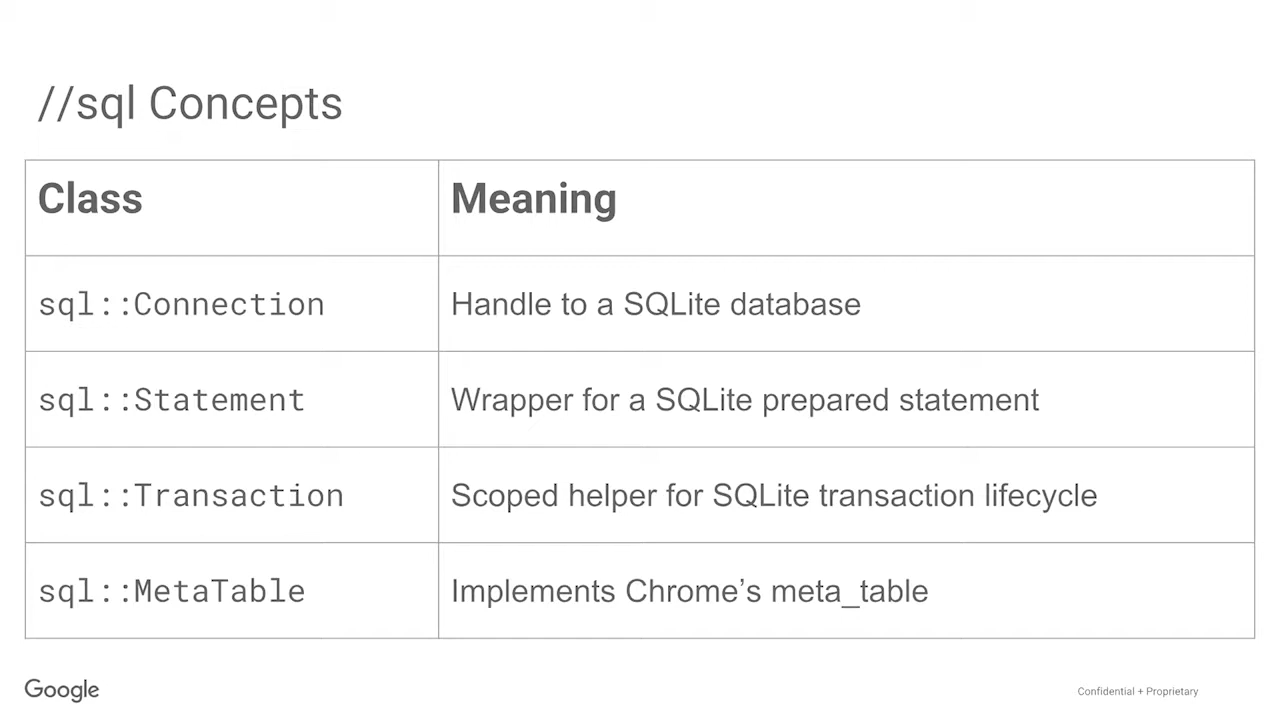 //sql Concepts
Class Meaning
sql::Connection Handle to a SQLite database
sql::Statement Wrapper for a SQLite prepared statement
sql::Transaction Scoped helper for SQLite transaction lifecycle
sql::MetaTable Implements Chrome’s meta_table
Google Confidential + Proprietary